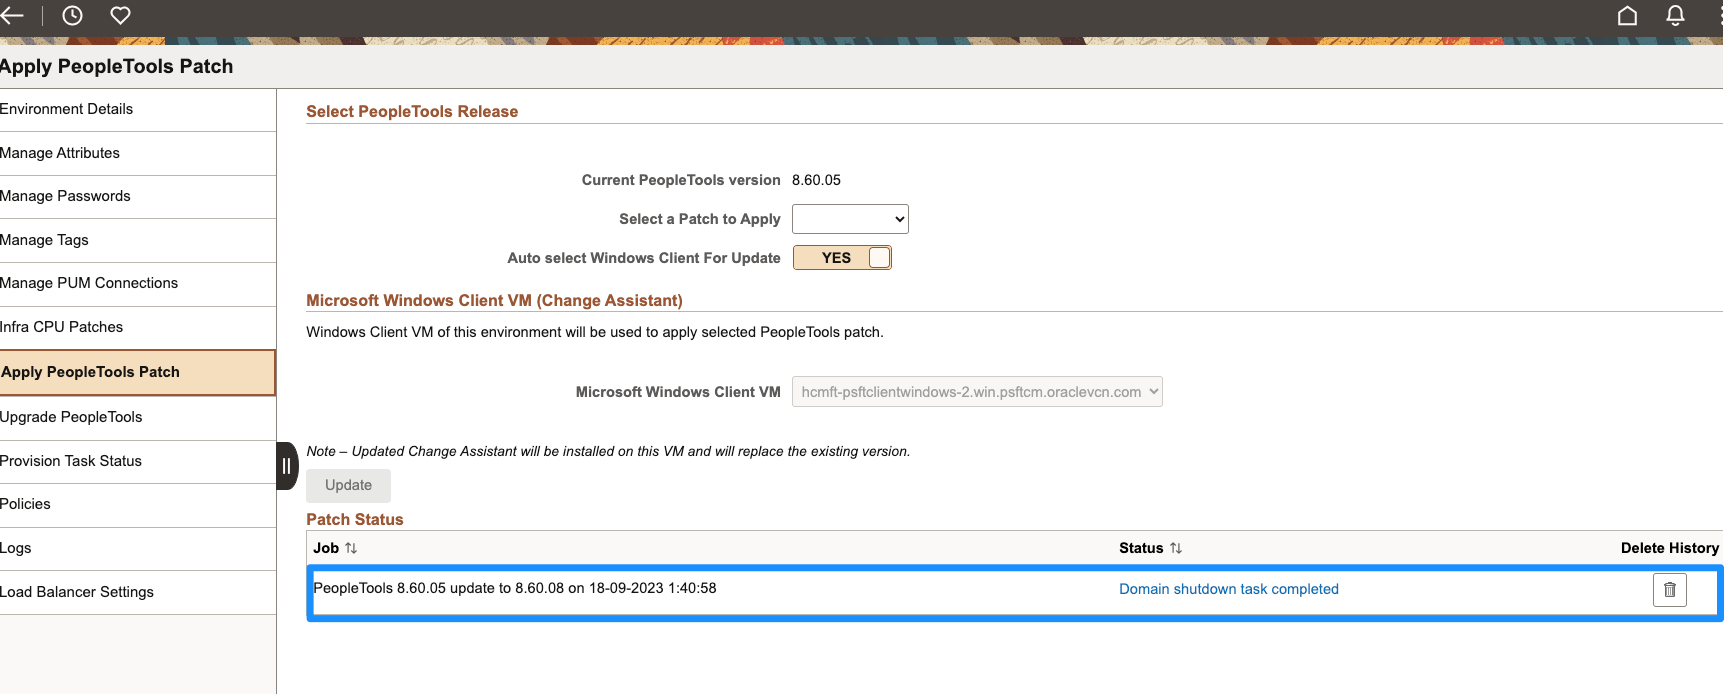 Apply PeopleTools Patch
Environment Details
Manage Attributes
Manage Passwords
Manage Tags
Manage PUM Connections
Infra CPU Patches
Apply PeopleTools Patch
Upgrade PeopleTools
Provision Task Status
Policies
Logs
Load Balancer Settings
Select PeopleTools Release
Current PeopleTools version 8.60.05
Select a Patch to Apply
Auto select Windows Client For Update YES
Microsoft Windows Client VM (Change Assistant)
Windows Client VM of this environment will be used to apply selected PeopleTools patch.
Microsoft Windows Client VM hcmft-psftclientwindows-2.win.psftcm.oraclevcn.com
Note – Updated Change Assistant will be installed on this VM and will replace the existing version.
Update
Patch Status
Job Status Delete History
PeopleTools 8.60.05 update to 8.60.08 on 18-09-2023 1:40:58 Domain shutdown task completed